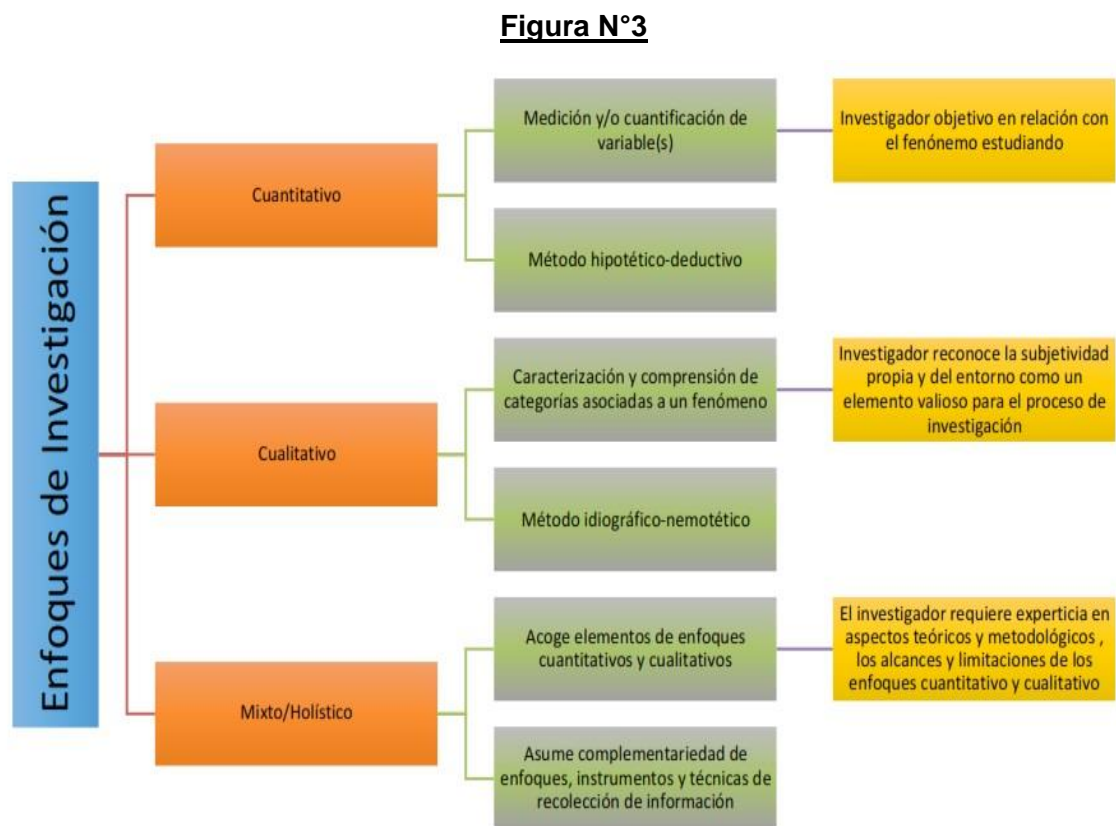 Figura N°3
Enfoques de Investigación
Cuantitativo
Medición y/o cuantificación de
variable(s)
Investigador objetivo en relación con
el fenónemo estudiando
Método hipotético-deductivo
Cualitativo
Caracterización y comprensión de
categorías asociadas a un fenómeno
Investigador reconoce la subjetividad
propia y del entorno como un
elemento valioso para el proceso de
investigación
Método idiográfico-nemotético
Mixto/Holístico
Acoge elementos de enfoques
cuantitativos y cualitativos
El investigador requiere experticia en
aspectos teóricos y metodológicos ,
los alcances y limitaciones de los
enfoques cuantitativo y cualitativo
Asume complementariedad de
enfoques, instrumentos y técnicas de
recolección de información